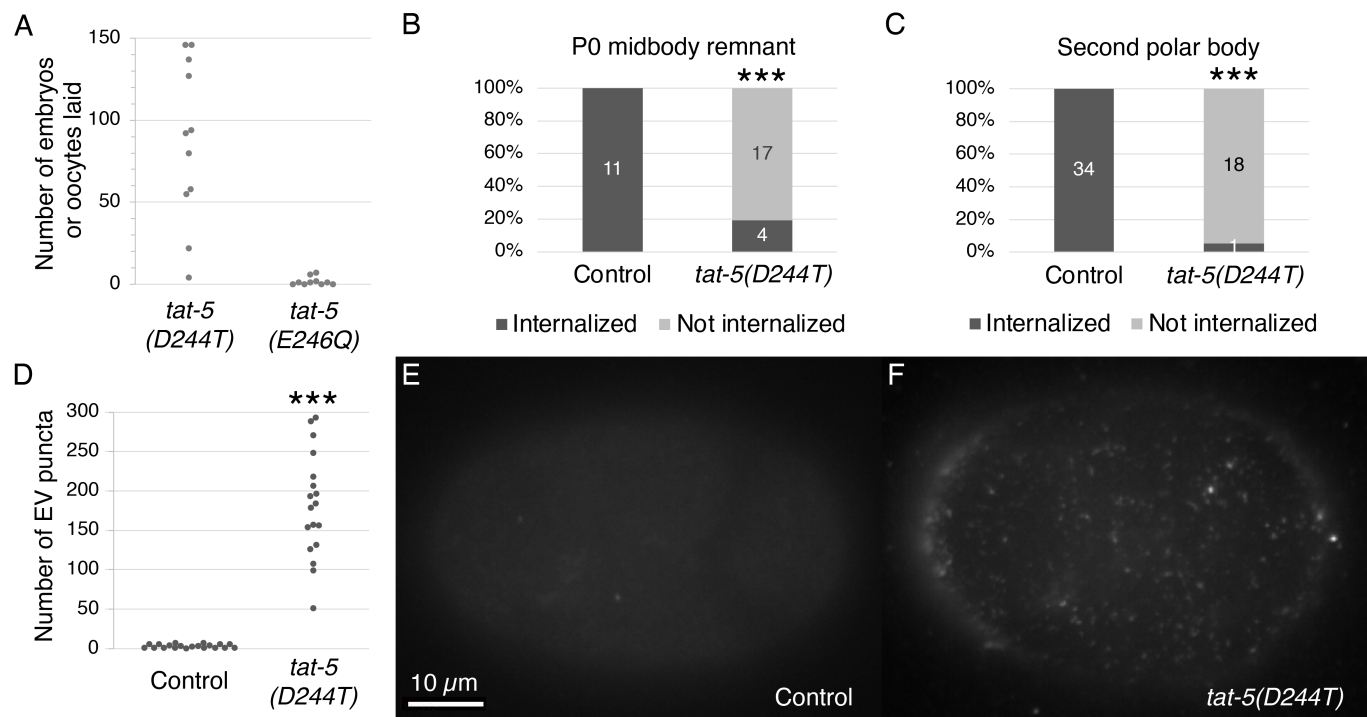 A
Number of embryos
or oocytes laid
150
100
50
0
tat-5
(D244T)
tat-5
(E246Q)
B
P0 midbody remnant
***
100%
80%
60%
40%
20%
0%
11
17
4
Control
tat-5(D244T)
Internalized
Not internalized
C
Second polar body
***
100%
80%
60%
40%
20%
0%
34
18
1
Control
tat-5(D244T)
Internalized
Not internalized
D
Number of EV puncta
***
300
250
200
150
100
50
0
Control
tat-5
(D244T)
E
10 µm
Control
F
tat-5(D244T)